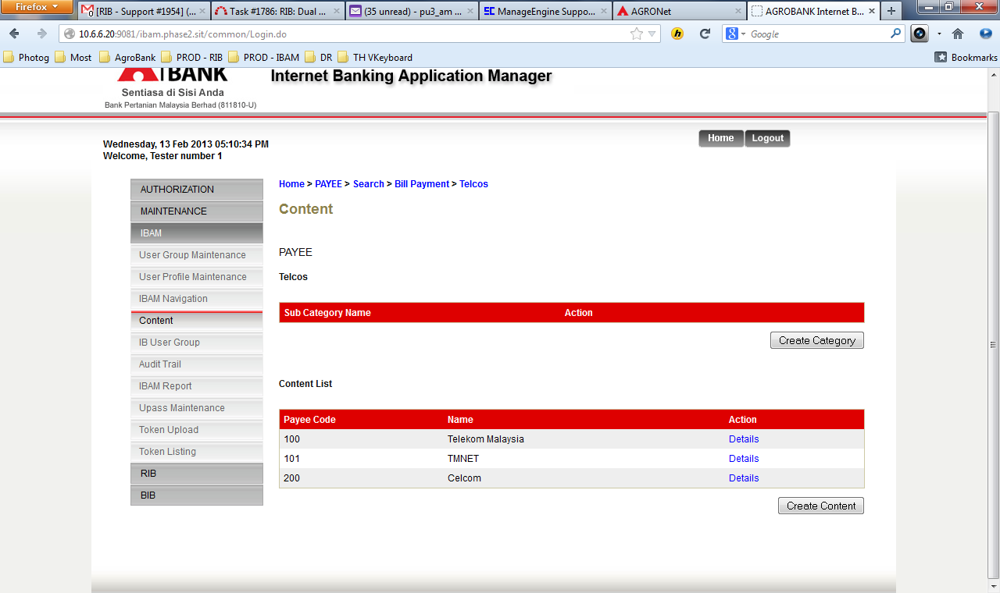 Firefox
[RIB - Support #1954] (...
Task #1786: RIB: Dual ...
(35 unread) - pu3_am ...
ManageEngine Suppo...
AGRONet
AGROBANK Internet B...
10.6.6.20:9081/ibam.phase2.sit/common/Login.do
Google
Photog
Most
AgroBank
PROD - RIB
PROD - IBAM
DR
TH VKeyboard
Bookmarks
BANK
Internet Banking Application Manager
Sentiasa di Sisi Anda
Bank Pertanian Malaysia Berhad (811810-U)
Home
Logout
Wednesday, 13 Feb 2013 05:10:34 PM
Welcome, Tester number 1
AUTHORIZATION
MAINTENANCE
IBAM
User Group Maintenance
User Profile Maintenance
IBAM Navigation
Content
IB User Group
Audit Trail
IBAM Report
Upass Maintenance
Token Upload
Token Listing
RIB
BIB
Home > PAYEE > Search > Bill Payment > Telcos
Content
PAYEE
Telcos
Sub Category Name Action
Create Category
Content List
Payee Code Name Action
100 Telekom Malaysia Details
101 TMNET Details
200 Celcom Details
Create Content